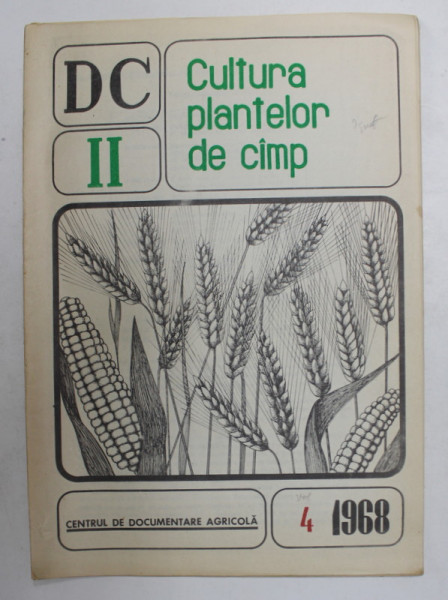 DC
II
Cultura
plantelor
de cîmp
CENTRUL DE DOCUMENTARE AGRICOLĂ
4 1968